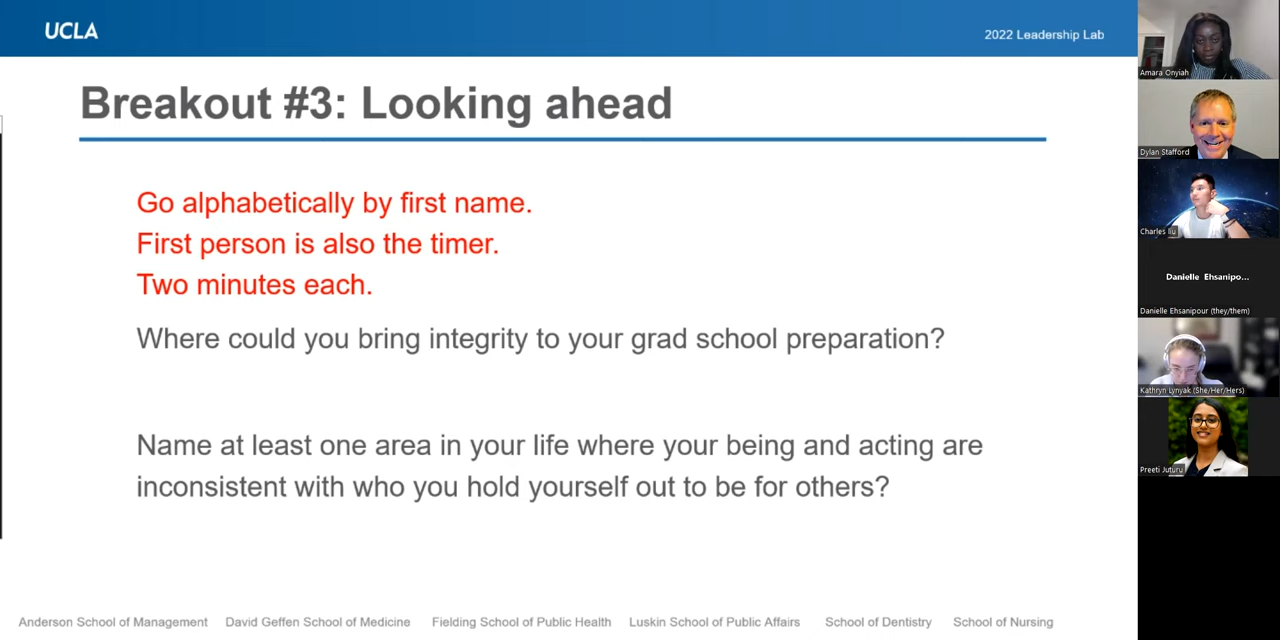 UCLA
2022 Leadership Lab
Breakout #3: Looking ahead
Go alphabetically by first name.
First person is also the timer.
Two minutes each.
Where could you bring integrity to your grad school preparation?
Name at least one area in your life where your being and acting are
inconsistent with who you hold yourself out to be for others?
Anderson School of Management David Geffen School of Medicine Fielding School of Public Health Luskin School of Public Affairs School of Dentistry School of Nursing
Amara Onyiah
Dylan Stafford
Charles liu
Danielle Ehsanipo...
Danielle Ehsanipour (they/them)
Kathryn Lynyak (She/Her/Hers)
Preeti Juturu